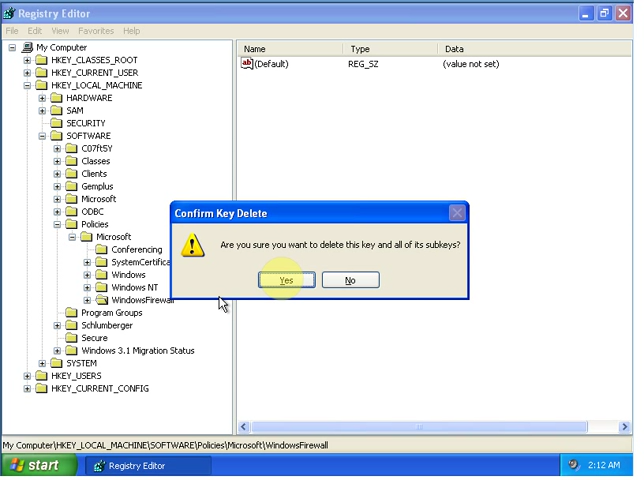 Registry Editor
File Edit View Favorites Help
My Computer
HKEY_CLASSES_ROOT
HKEY_CURRENT_USER
HKEY_LOCAL_MACHINE
HARDWARE
SAM
SECURITY
SOFTWARE
C07ft5Y
Classes
Clients
Gemplus
Microsoft
ODBC
Policies
Microsoft
Conferencing
SystemCertifica
Windows
Windows NT
WindowsFirewall
Program Groups
Schlumberger
Secure
Windows 3.1 Migration Status
SYSTEM
HKEY_USERS
HKEY_CURRENT_CONFIG
Name Type Data
ab (Default) REG_SZ (value not set)
Confirm Key Delete
Are you sure you want to delete this key and all of its subkeys?
Yes No
My Computer\HKEY_LOCAL_MACHINE\SOFTWARE\Policies\Microsoft\WindowsFirewall
start Registry Editor 2:12 AM